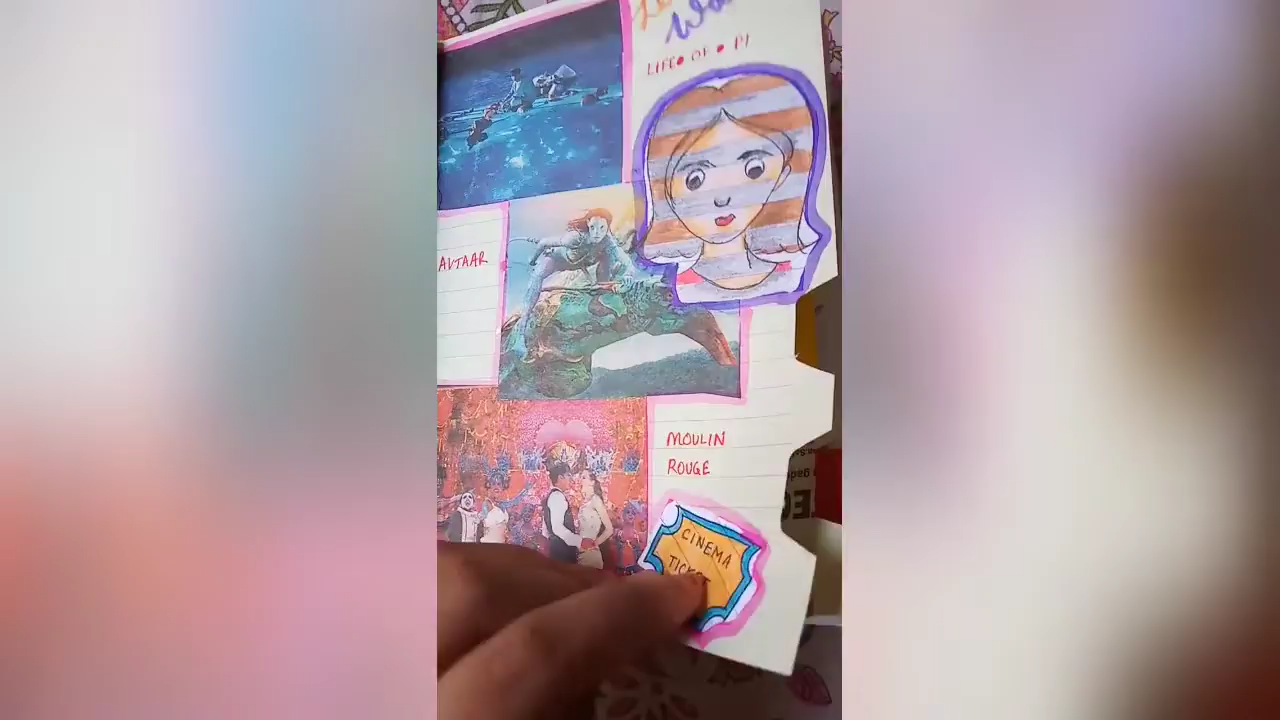 LIFE OF PI
AVTAAR
MOULIN
ROUGE
CINEMA
TICKET